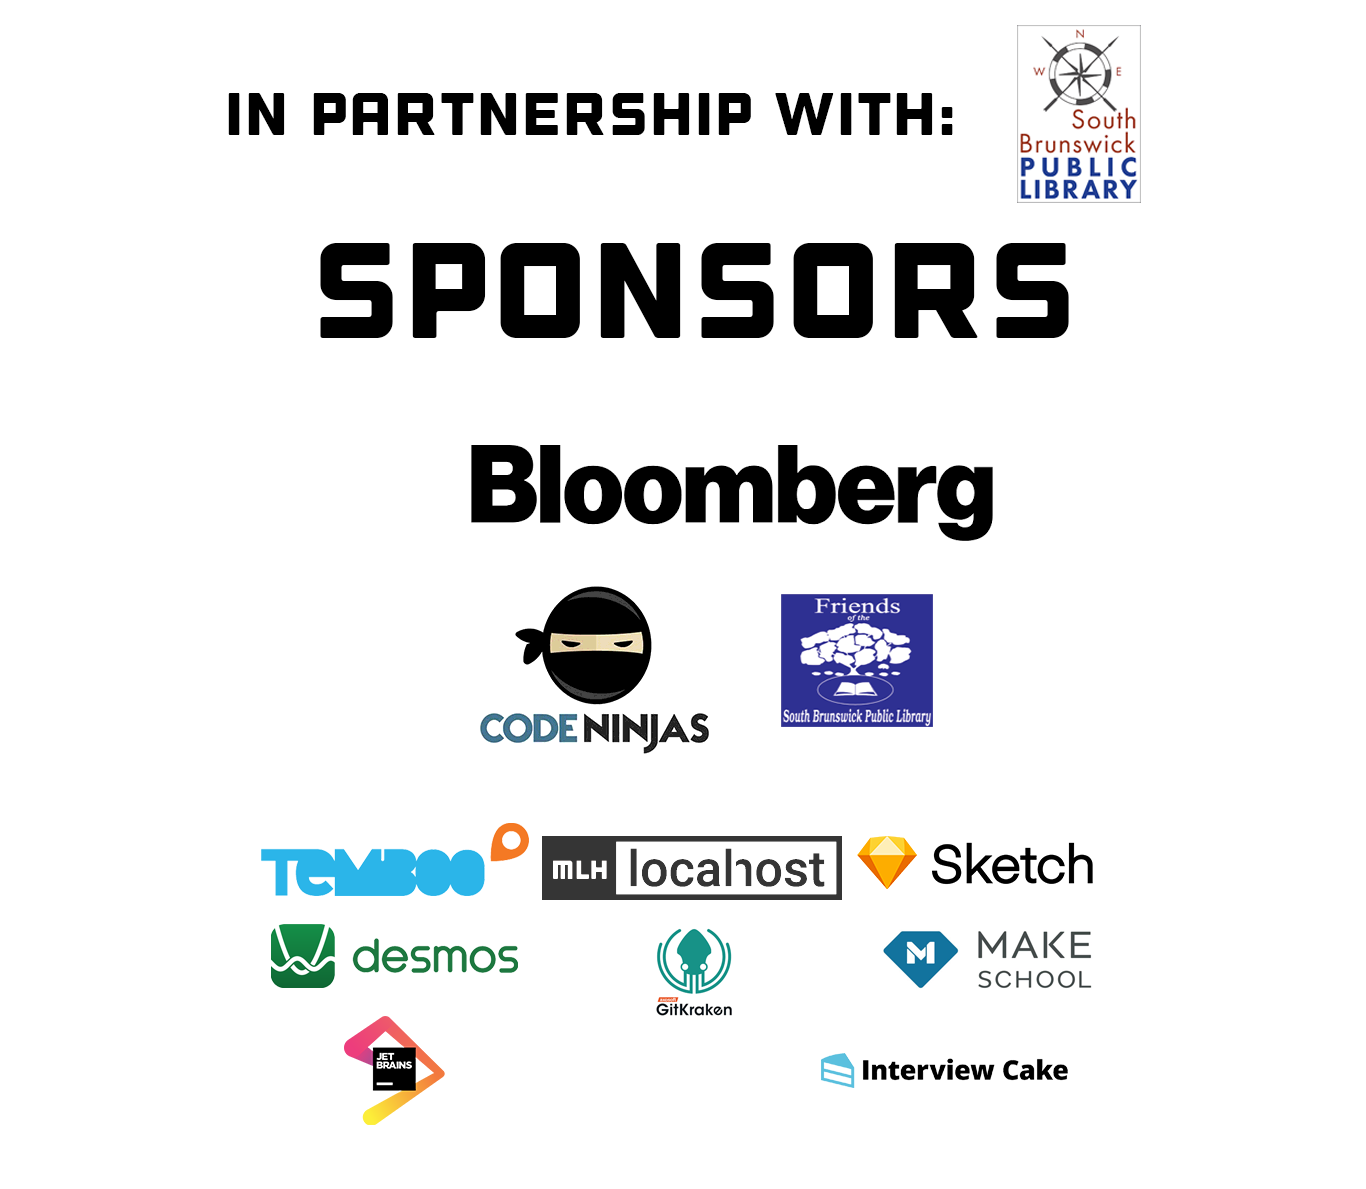 IN PARTNERSHIP WITH:
N
W E
South
Brunswick
PUBLIC
LIBRARY
SPONSORS
Bloomberg
Friends
of the
South Brunswick Public Library
CODE NINJAS
TEMBOO
MLH localhost
Sketch
desmos
GitKraken
M MAKE
SCHOOL
JET
BRAINS
Interview Cake